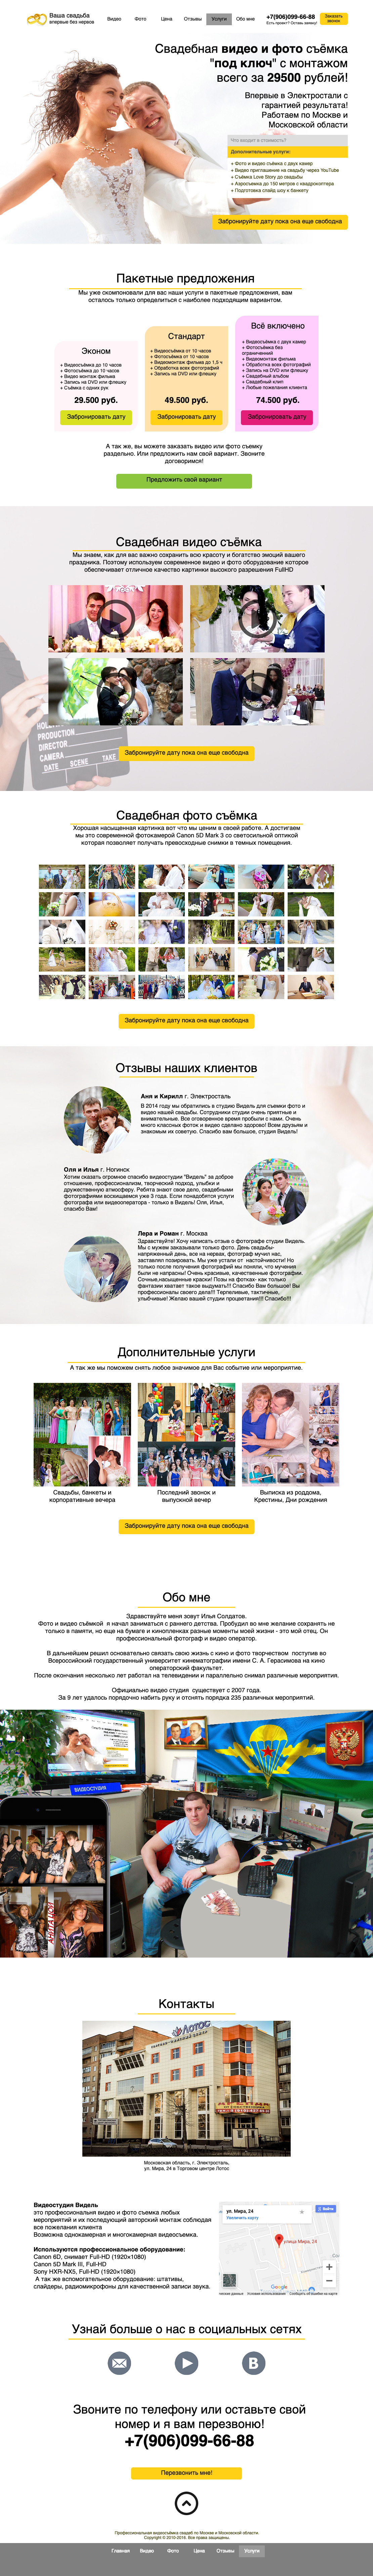 Ваша свадьба
впервые без нервов
Видео Фото Цена Отзывы Услуги Обо мне
+7(906)099-66-88
Есть проект? Оставь заявку!
Заказать
звонок
Свадебная видео и фото съёмка
"под ключ" с монтажом
всего за 29500 рублей!
Впервые в Электростали с
гарантией результата!
Работаем по Москве и
Московской области
Что входит в стоимость?
Дополнительные услуги:
+ Фото и видео съёмка с двух камер
+ Видео приглашение на свадьбу через YouTube
+ Съёмка Love Story до свадьбы
+ Аэросъемка до 150 метров с квадрокоптера
+ Подготовка слайд шоу к банкету
Забронируйте дату пока она еще свободна
Пакетные предложения
Мы уже скомпоновали для вас наши услуги в пакетные предложения, вам
осталось только определиться с наиболее подходящим вариантом.
Эконом
+ Видеосъёмка до 10 часов
+ Фотосъёмка до 10 часов
+ Видео монтаж фильма
+ Запись на DVD или флешку
+ Съёмка с одних рук
29.500 руб.
Забронировать дату
Стандарт
+ Видеосъёмка от 10 часов
+ Фотосъёмка от 10 часов
+ Видеомонтаж фильма до 1,5 ч
+ Обработка всех фотографий
+ Запись на DVD или флешку
49.500 руб.
Забронировать дату
Всё включено
+ Видеосъёмка с двух камер
+ Фотосъёмка без
ограничений
+ Видеомонтаж фильма
+ Обработка всех фотографий
+ Запись на DVD или флешку
+ Свадебный альбом
+ Свадебный клип
+ Любые пожелания клиента
74.500 руб.
Забронировать дату
А так же, вы можете заказать видео или фото съемку
раздельно. Или предложить нам свой вариант. Звоните
договоримся!
Предложить свой вариант
Свадебная видео съёмка
Мы знаем, как для вас важно сохранить всю красоту и богатство эмоций вашего
праздника. Поэтому используем современное видео и фото оборудование которое
обеспечивает отличное качество картинки высокого разрешения FullHD
PRODUCTION
DIRECTOR
CAMERA
DATE SCENE TAKE
Забронируйте дату пока она еще свободна
Свадебная фото съёмка
Хорошая насыщенная картинка вот что мы ценим в своей работе. А достигаем
мы это современной фотокамерой Canon 5D Mark 3 со светосильной оптикой
которая позволяет получать превосходные снимки в темных помещения.
Забронируйте дату пока она еще свободна
Отзывы наших клиентов
Аня и Кирилл г. Электросталь
В 2014 году мы обратились в студию Видель для съемки фото и
видео нашей свадьбы. Сотрудники студии очень приятные и
внимательные. Все оговоренное время пробыли с нами. Очень
много классных фоток и видео сделано здорово! Всем друзьям и
знакомым их советую. Спасибо вам большое, студия Видель!
Оля и Илья г. Ногинск
Хотим сказать огромное спасибо видеостудии "Видель" за доброе
отношение, профессионализм, творческий подход, улыбки и
дружественную атмосферу. Ребята знают свое дело, свадебными
фотографиями восхищаемся уже 3 года. Если понадобятся услуги
фотографа или видеооператора - только в Видель! Оля, Илья,
спасибо Вам!
Лера и Роман г. Москва
Здравствуйте! Хочу написать отзыв о фотографе студии Видель.
Мы с мужем заказывали только фото. День свадьбы-
напряженный день, все на нервах, фотограф мучил нас,
заставлял позировать. Мы уже устали от его настойчивости! Но
только после получения фотографий мы поняли, что мучения
были не напрасны! Очень красивые, качественные фотографии.
Сочные,насыщенные краски! Позы на фотках- как только
фантазии хватает такие выдумать!!! Спасибо Вам большое! Вы
профессионалы своего дела!!! Терпеливые, тактичные,
улыбчивые! Желаю вашей студии процветания!!! Спасибо!!!
Дополнительные услуги
А так же мы поможем снять любое значимое для Вас событие или мероприятие.
Свадьбы, банкеты и
корпоративные вечера
Последний звонок и
выпускной вечер
Выписка из роддома,
Крестины, Дни рождения
Забронируйте дату пока она еще свободна
Обо мне
Здравствуйте меня зовут Илья Солдатов.
Фото и видео съёмкой я начал заниматься с раннего детства. Пробудил во мне желание сохранять не
только в памяти, но еще на бумаге и кинопленках разные моменты моей жизни - это мой отец. Он
профессиональный фотограф и видео оператор.
В дальнейшем решил основательно связать свою жизнь с кино и фото творчеством поступив во
Всероссийский государственный университет кинематографии имени С. А. Герасимова на кино
операторский факультет.
После окончания несколько лет работал на телевидении и параллельно снимал различные мероприятия.
Официально видео студия существует с 2007 года.
За 9 лет удалось порядочно набить руку и отснять порядка 235 различных мероприятий.
ВИДЕОСТУДИЯ
Контакты
ЛОТОС
Московская область, г. Электросталь,
ул. Мира, 24 в Торговом центре Лотос
Видеостудия Видель
это профессиональная видео и фото съемка любых
мероприятий и их последующий авторский монтаж соблюдая
все пожелания клиента
Возможна однокамерная и многокамерная видеосъемка.
Используются профессиональное оборудование:
Canon 6D, снимает Full-HD (1920×1080)
Canon 5D Mark III, Full-HD
Sony HXR-NX5, Full-HD (1920×1080)
А так же вспомогательное оборудование: штативы,
слайдеры, радиомикрофоны для качественной записи звука.
ул. Мира, 24
Увеличить карту
Войти
улица Мира, 24
Google
Условия использования
Узнай больше о нас в социальных сетях
Звоните по телефону или оставьте свой
номер и я вам перезвоню!
+7(906)099-66-88
Перезвонить мне!
Профессиональная видеосъёмка свадеб по Москве и Московской области.
Copyright © 2010-2016. Все права защищены.
Главная Видео Фото Цена Отзывы Услуги